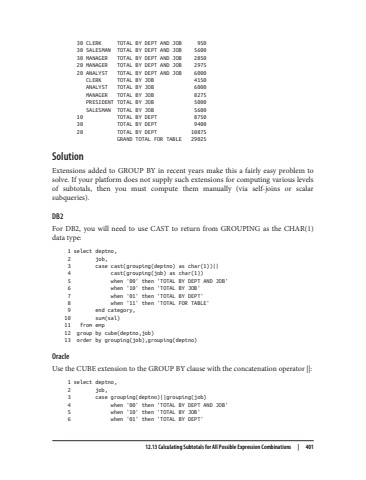 30 CLERK TOTAL BY DEPT AND JOB 950
30 SALESMAN TOTAL BY DEPT AND JOB 5600
30 MANAGER TOTAL BY DEPT AND JOB 2850
20 MANAGER TOTAL BY DEPT AND JOB 2975
20 ANALYST TOTAL BY DEPT AND JOB 6000
CLERK TOTAL BY JOB 4150
ANALYST TOTAL BY JOB 6000
MANAGER TOTAL BY JOB 8275
PRESIDENT TOTAL BY JOB 5000
SALESMAN TOTAL BY JOB 5600
10 TOTAL BY DEPT 8750
30 TOTAL BY DEPT 9400
20 TOTAL BY DEPT 10875
GRAND TOTAL FOR TABLE 29025
Solution
Extensions added to GROUP BY in recent years make this a fairly easy problem to
solve. If your platform does not supply such extensions for computing various levels
of subtotals, then you must compute them manually (via self-joins or scalar
subqueries).
DB2
For DB2, you will need to use CAST to return from GROUPING as the CHAR(1)
data type:
1 select deptno,
2 job,
3 case cast(grouping(deptno) as char(1))||
4 cast(grouping(job) as char(1))
5 when '00' then 'TOTAL BY DEPT AND JOB'
6 when '10' then 'TOTAL BY JOB'
7 when '01' then 'TOTAL BY DEPT'
8 when '11' then 'TOTAL FOR TABLE'
9 end category,
10 sum(sal)
11 from emp
12 group by cube(deptno,job)
13 order by grouping(job),grouping(deptno)
Oracle
Use the CUBE extension to the GROUP BY clause with the concatenation operator ||:
1 select deptno,
2 job,
3 case grouping(deptno)||grouping(job)
4 when '00' then 'TOTAL BY DEPT AND JOB'
5 when '10' then 'TOTAL BY JOB'
6 when '01' then 'TOTAL BY DEPT'
12.13 Calculating Subtotals for All Possible Expression Combinations | 401